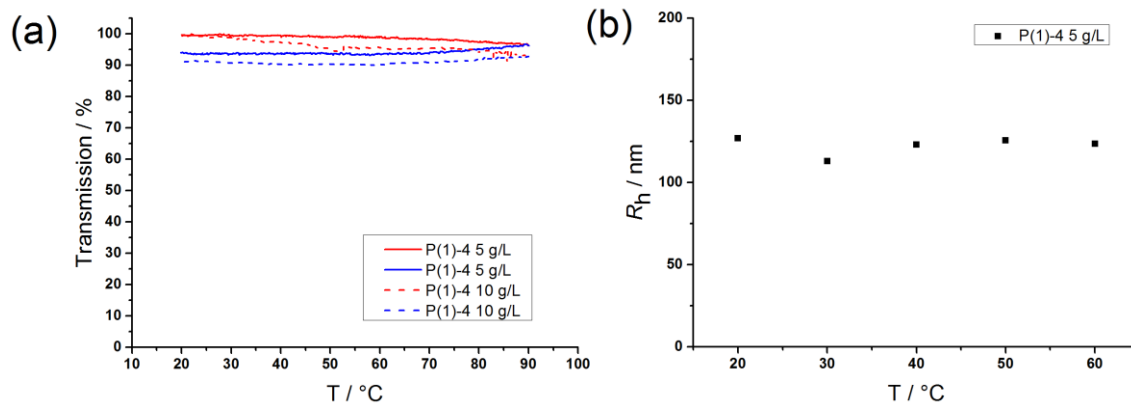 (a)
Transmission / %
100
90
80
70
60
50
40
30
20
10
0
P(1)-4 5 g/L
P(1)-4 5 g/L
P(1)-4 10 g/L
P(1)-4 10 g/L
10 20 30 40 50 60 70 80 90 100
T / °C
(b)
Rh / nm
200
150
100
50
0
P(1)-4 5 g/L
20 30 40 50 60
T / °C